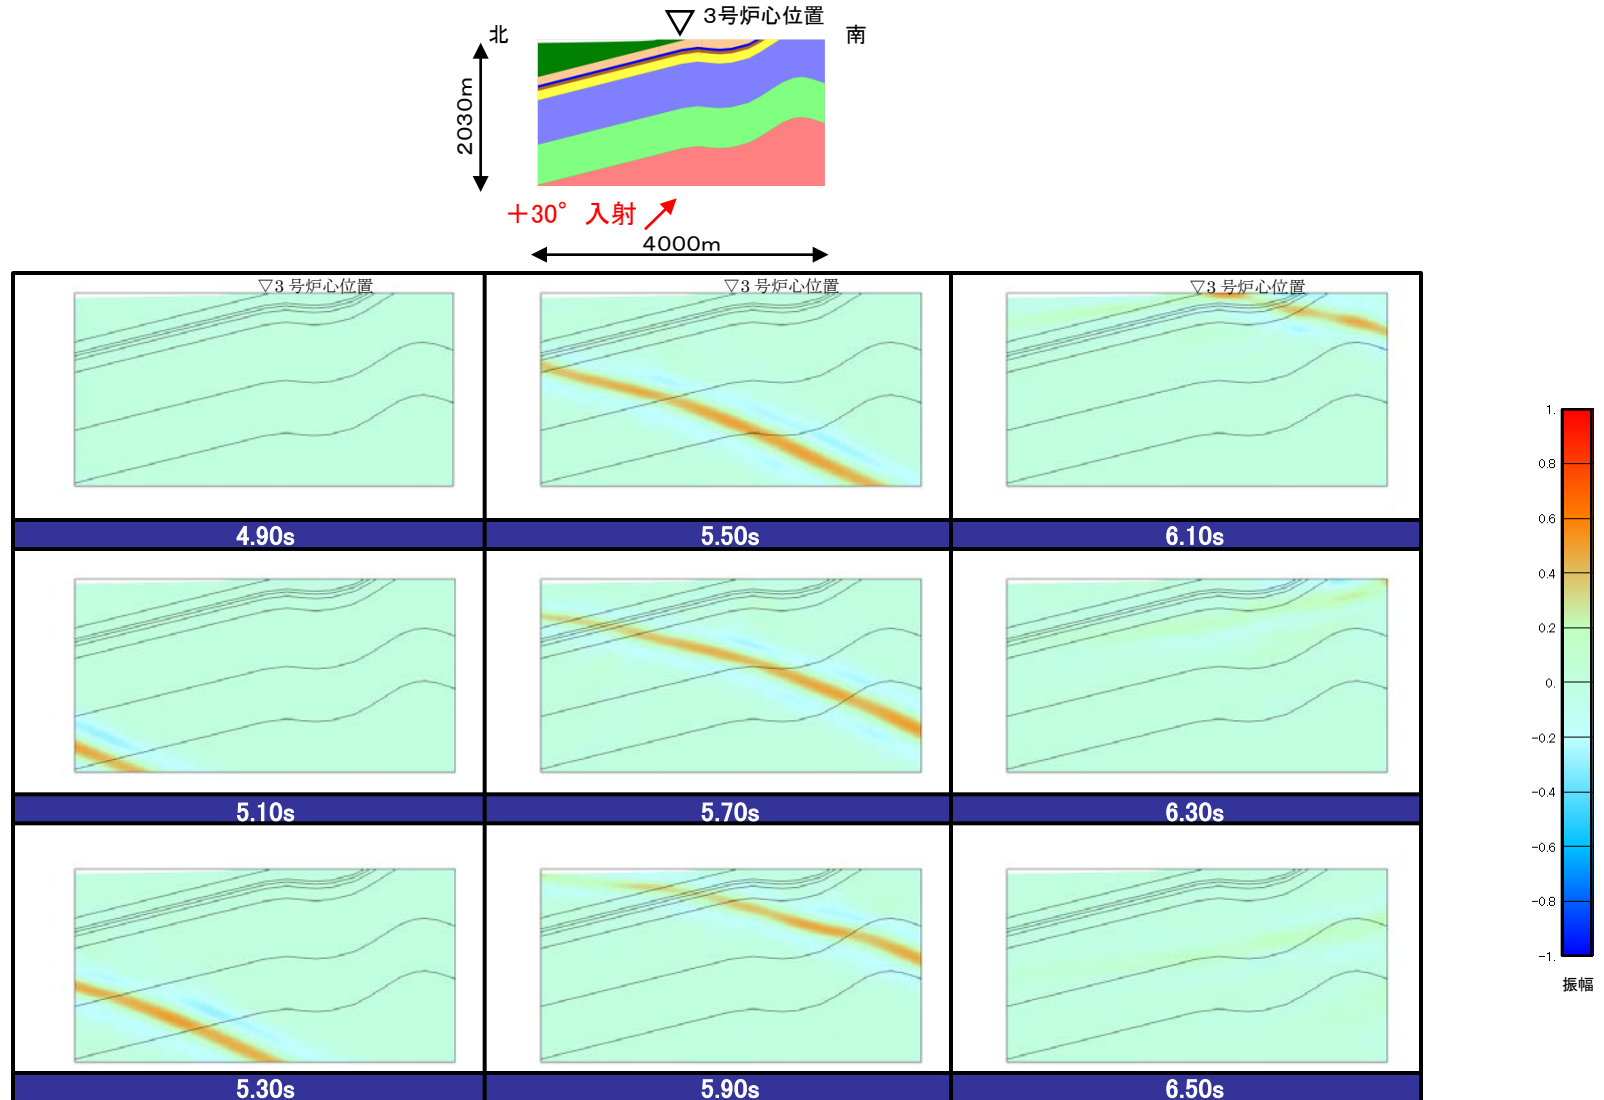 3号炉心位置
北
南
2030m
+30° 入射
4000m
▽3 号炉心位置
▽3 号炉心位置
▽3 号炉心位置
4.90s
5.50s
6.10s
5.10s
5.70s
6.30s
5.30s
5.90s
6.50s
1.
0.8
0.6
0.4
0.2
0.
-0.2
-0.4
-0.6
-0.8
-1.
振幅